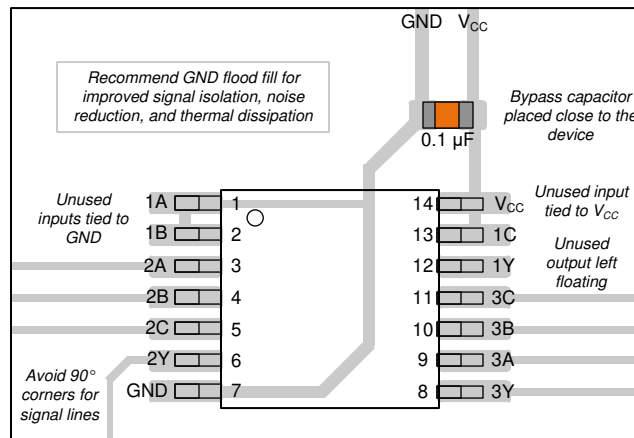 GND VCC
Recommend GND flood fill for
improved signal isolation, noise
reduction, and thermal dissipation
Bypass capacitor
placed close to the
device
0.1 µF
Unused
inputs tied to
GND
1A 1 14 VCC
1B 2 13 1C
2A 3 12 1Y
2B 4 11 3C
2C 5 10 3B
2Y 6 9 3A
GND 7 8 3Y
Unused input
tied to VCC
Unused
output left
floating
Avoid 90°
corners for
signal lines